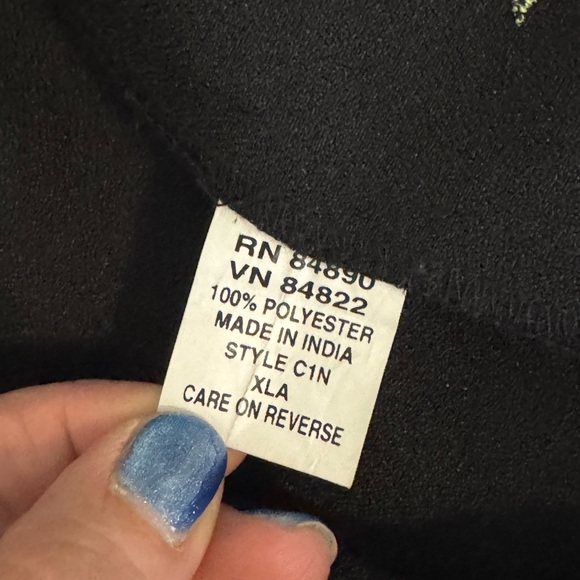 RN 84890
VN 84822
100% POLYESTER
MADE IN INDIA
STYLE C1N
XLA
CARE ON REVERSE